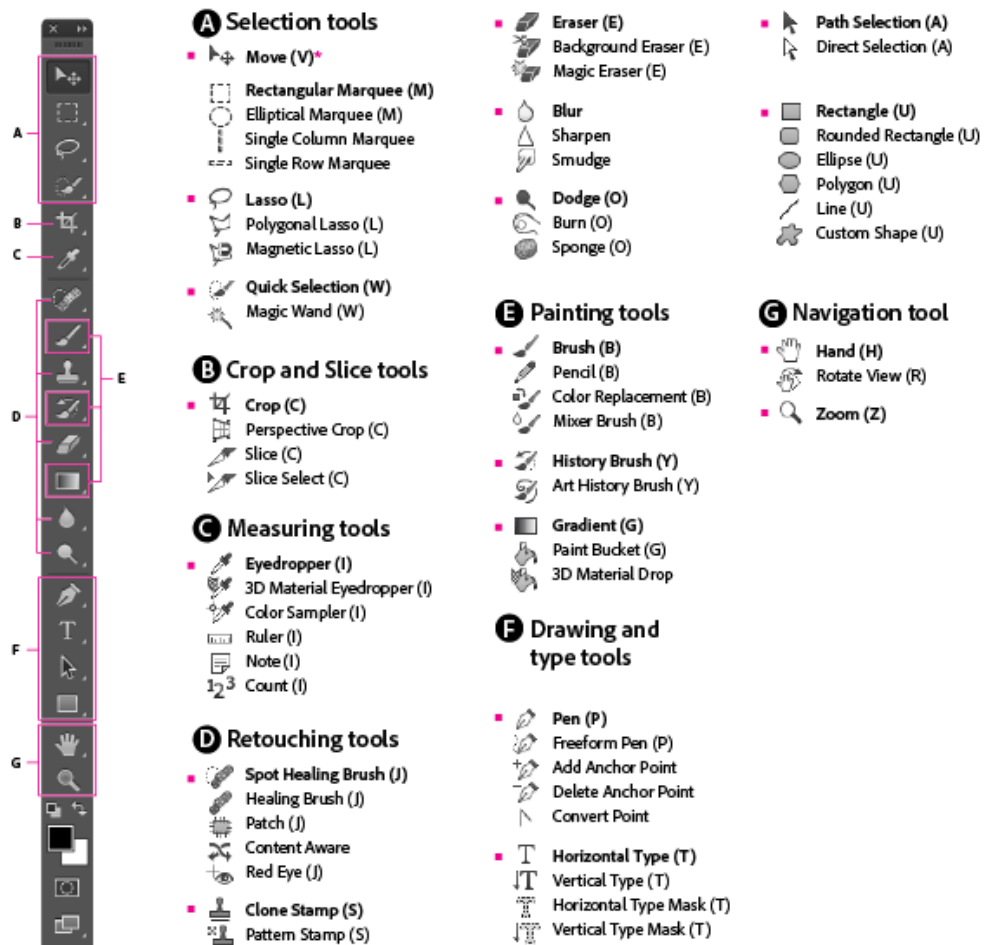 A
B
C
D
E
F
G
A Selection tools
Move (V)*
Rectangular Marquee (M)
Elliptical Marquee (M)
Single Column Marquee
Single Row Marquee
Lasso (L)
Polygonal Lasso (L)
Magnetic Lasso (L)
Quick Selection (W)
Magic Wand (W)
B Crop and Slice tools
Crop (C)
Perspective Crop (C)
Slice (C)
Slice Select (C)
C Measuring tools
Eyedropper (I)
3D Material Eyedropper (I)
Color Sampler (I)
Ruler (I)
Note (I)
Count (I)
D Retouching tools
Spot Healing Brush (J)
Healing Brush (J)
Patch (J)
Content Aware
Red Eye (J)
Clone Stamp (S)
Pattern Stamp (S)
Eraser (E)
Background Eraser (E)
Magic Eraser (E)
Blur
Sharpen
Smudge
Dodge (O)
Burn (O)
Sponge (O)
E Painting tools
Brush (B)
Pencil (B)
Color Replacement (B)
Mixer Brush (B)
History Brush (Y)
Art History Brush (Y)
Gradient (G)
Paint Bucket (G)
3D Material Drop
F Drawing and
type tools
Pen (P)
Freeform Pen (P)
Add Anchor Point
Delete Anchor Point
Convert Point
Horizontal Type (T)
Vertical Type (T)
Horizontal Type Mask (T)
Vertical Type Mask (T)
Path Selection (A)
Direct Selection (A)
Rectangle (U)
Rounded Rectangle (U)
Ellipse (U)
Polygon (U)
Line (U)
Custom Shape (U)
G Navigation tool
Hand (H)
Rotate View (R)
Zoom (Z)